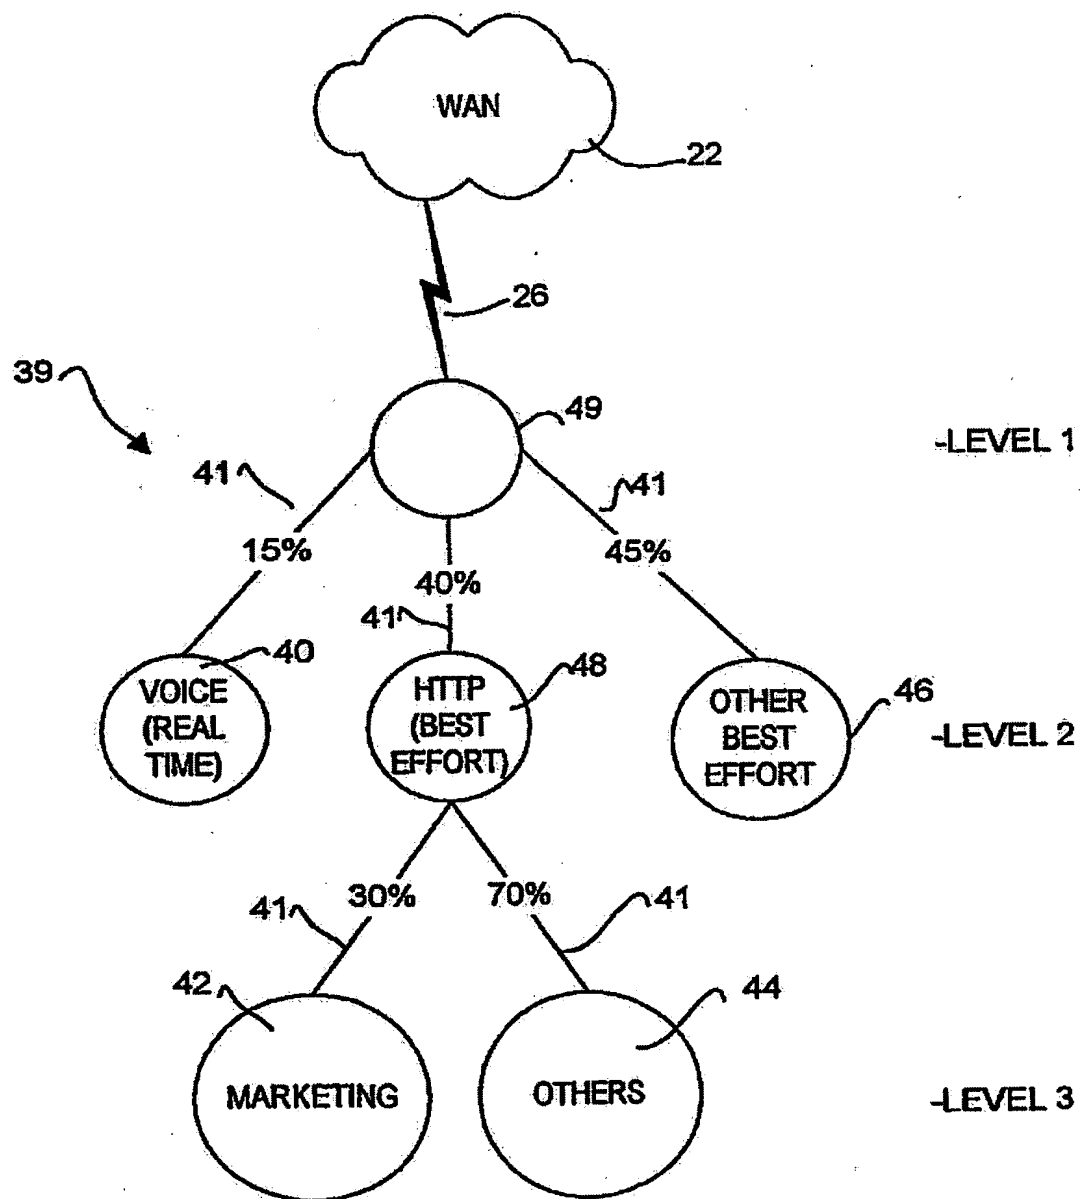 WAN
22
26
39
49
-LEVEL 1
41
41
15%
40%
45%
41
40
48
46
VOICE
(REAL
TIME)
HTTP
(BEST
EFFORT)
OTHER
BEST
EFFORT
-LEVEL 2
30%
70%
41
41
42
44
MARKETING
OTHERS
-LEVEL 3